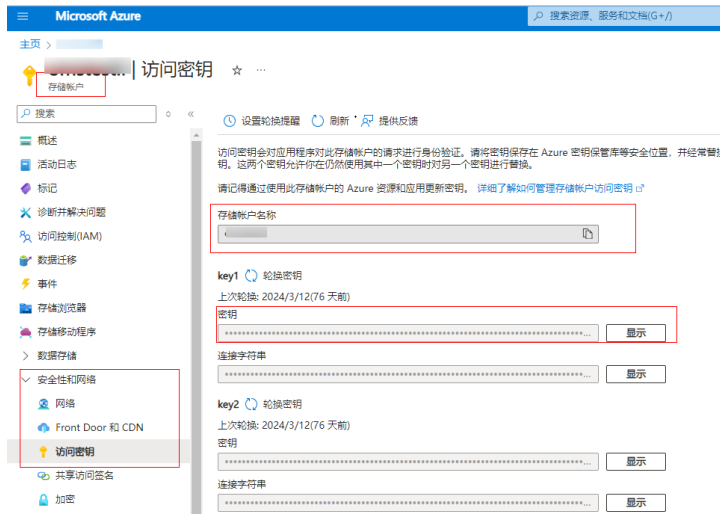 Microsoft Azure
搜索资源、服务和文档(G+/)
主页 >
| 访问密钥 ☆ ···
存储帐户
搜索
«
概述
活动日志
标记
诊断并解决问题
访问控制(IAM)
数据迁移
事件
存储浏览器
存储移动程序
数据存储
安全性和网络
网络
Front Door 和 CDN
访问密钥
共享访问签名
加密
设置轮换提醒 刷新 提供反馈
访问密钥会对应用程序对此存储帐户的请求进行身份验证。请将密钥保存在 Azure 密钥保管库等安全位置，并经常替
钥。这两个密钥允许你在仍然使用其中一个密钥时对另一个密钥进行替换。
请记得通过使用此存储帐户的 Azure 资源和应用更新密钥。 详细了解如何管理存储帐户访问密钥
存储帐户名称
key1 轮换密钥
上次轮换: 2024/3/12(76 天前)
密钥
显示
连接字符串
显示
key2 轮换密钥
上次轮换: 2024/3/12(76 天前)
密钥
显示
连接字符串
显示